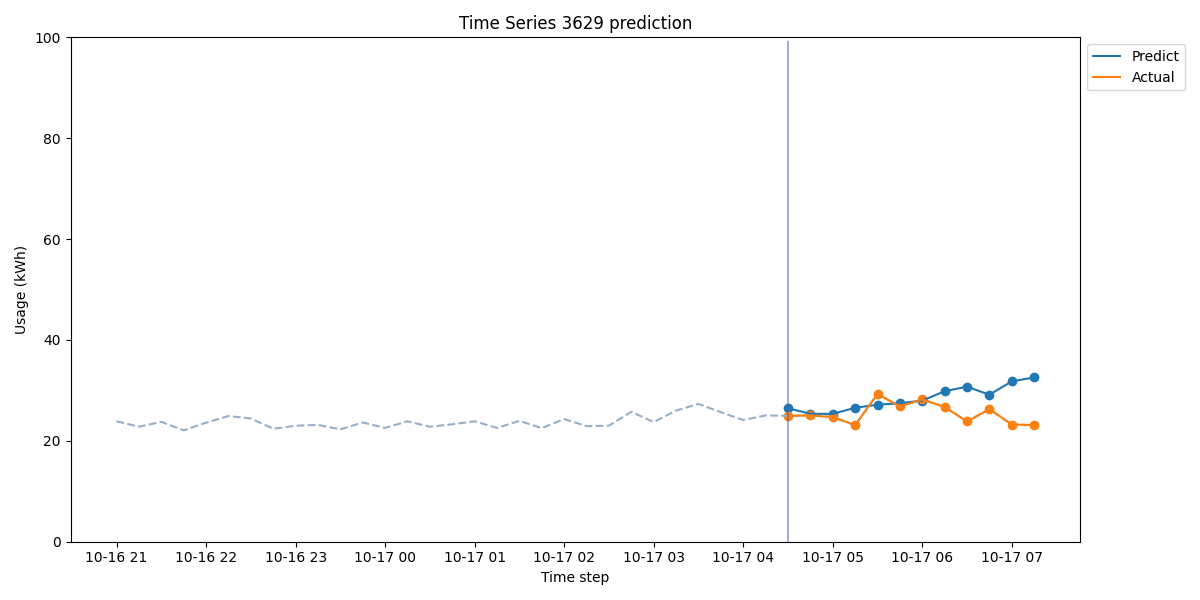 Time Series 3629 prediction
Usage (kWh)
100
80
60
40
20
0
10-16 21 10-16 22 10-16 23 10-17 00 10-17 01 10-17 02 10-17 03 10-17 04 10-17 05 10-17 06 10-17 07
Time step
Predict
Actual